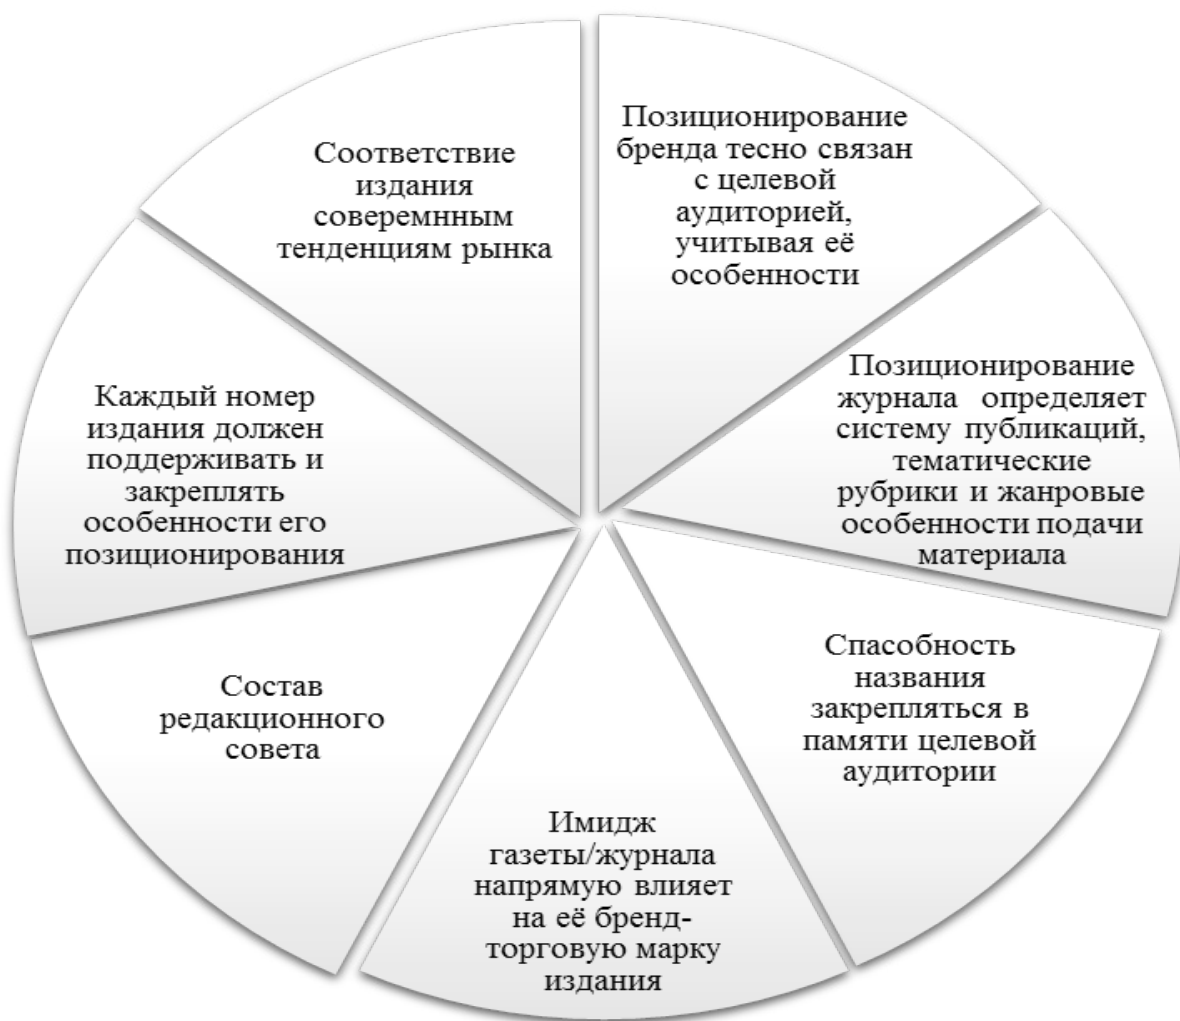 Позиционирование
бренда тесно связан
с целевой
аудиторией,
учитывая её
особенности
Позиционирование
журнала определяет
систему публикаций,
тематические
рубрики и жанровые
особенности подачи
материала
Спасобность
названия
закрепляться в
памяти целевой
аудитории
Имидж
газеты/журнала
напрямую влияет
на её бренд-
торговую марку
издания
Состав
редакционного
совета
Каждый номер
издания должен
поддерживать и
закреплять
особенности его
позиционирования
Соответствие
издания
соверемнным
тенденциям рынка